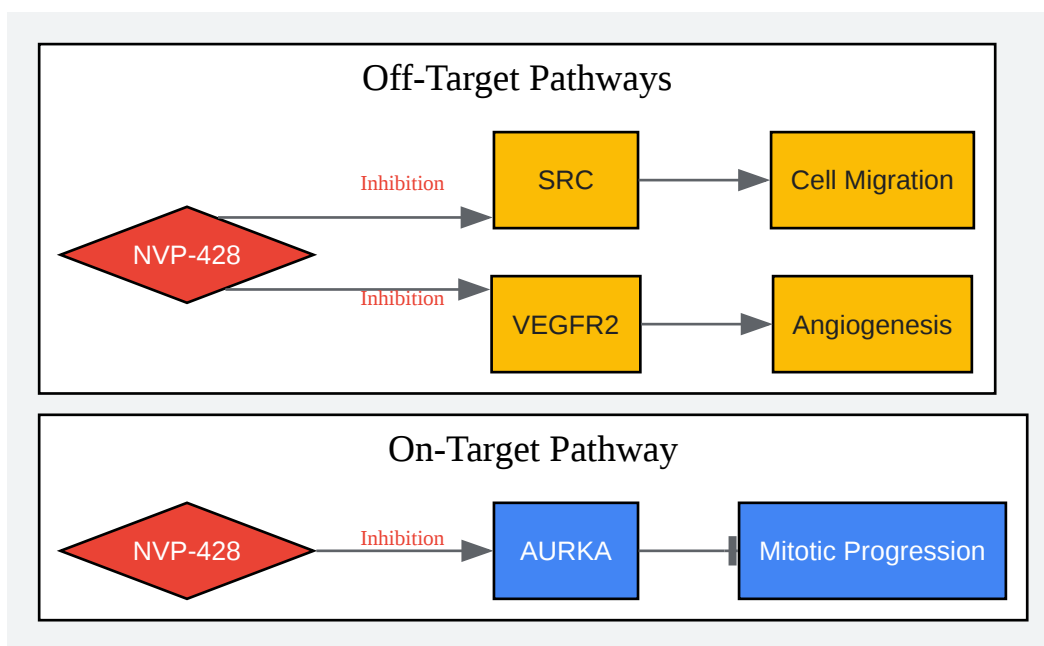 Off-Target Pathways
Inhibition
SRC
Cell Migration
NVP-428
Inhibition
VEGFR2
Angiogenesis
On-Target Pathway
NVP-428
Inhibition
AURKA
Mitotic Progression